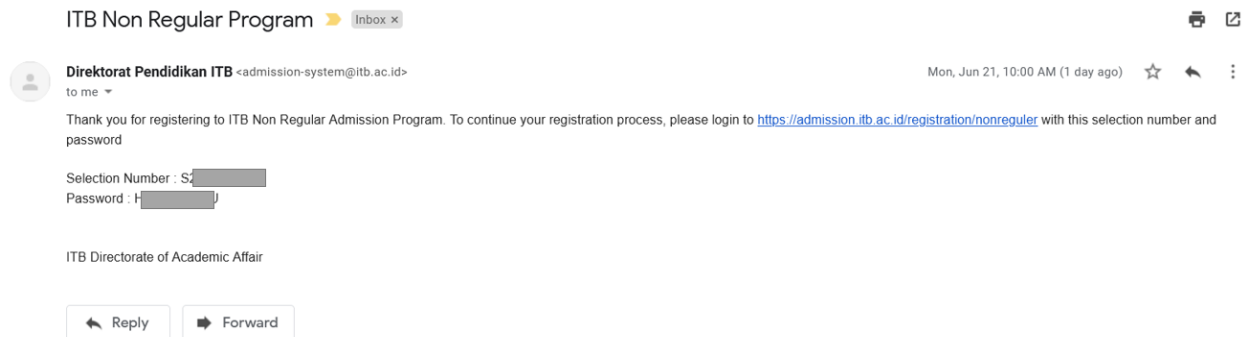 ITB Non Regular Program Inbox ×
Direktorat Pendidikan ITB <admission-system@itb.ac.id> Mon, Jun 21, 10:00 AM (1 day ago)
to me
Thank you for registering to ITB Non Regular Admission Program. To continue your registration process, please login to https://admission.itb.ac.id/registration/nonreguler with this selection number and
password
Selection Number : S2
Password : H
ITB Directorate of Academic Affair
Reply Forward